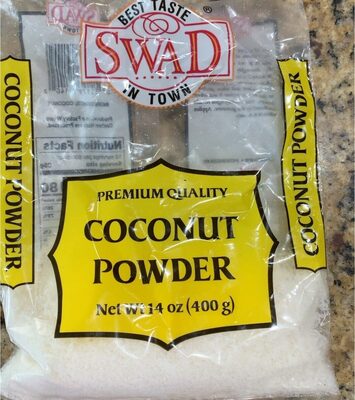 BEST TASTE
SWAD
®
IN TOWN
COCONUT POWDER
COCONUT POWDER
Nutrition Facts
PREMIUM QUALITY
COCONUT
POWDER
Net Wt 14 oz (400 g)